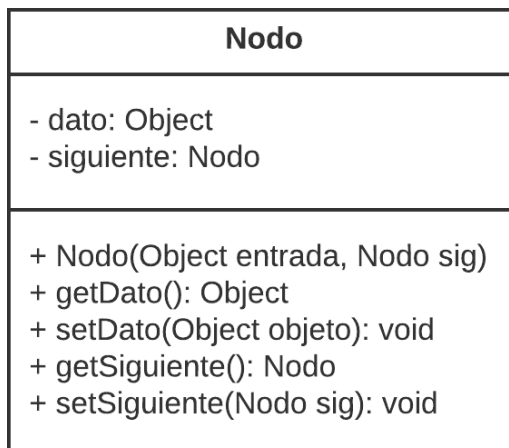 Nodo
- dato: Object
- siguiente: Nodo
+ Nodo(Object entrada, Nodo sig)
+ getDato(): Object
+ setDato(Object objeto): void
+ getSiguiente(): Nodo
+ setSiguiente(Nodo sig): void